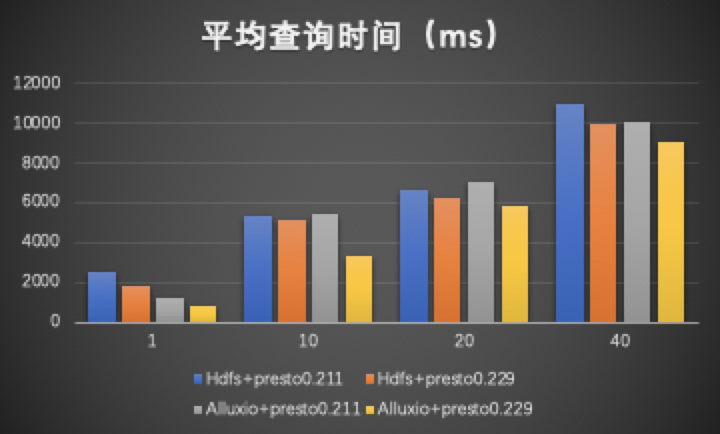 平均查询时间（ms）
12000
10000
8000
6000
4000
2000
0
1 10 20 40
Hdfs+presto0.211 Hdfs+presto0.229
Alluxio+presto0.211 Alluxio+presto0.229